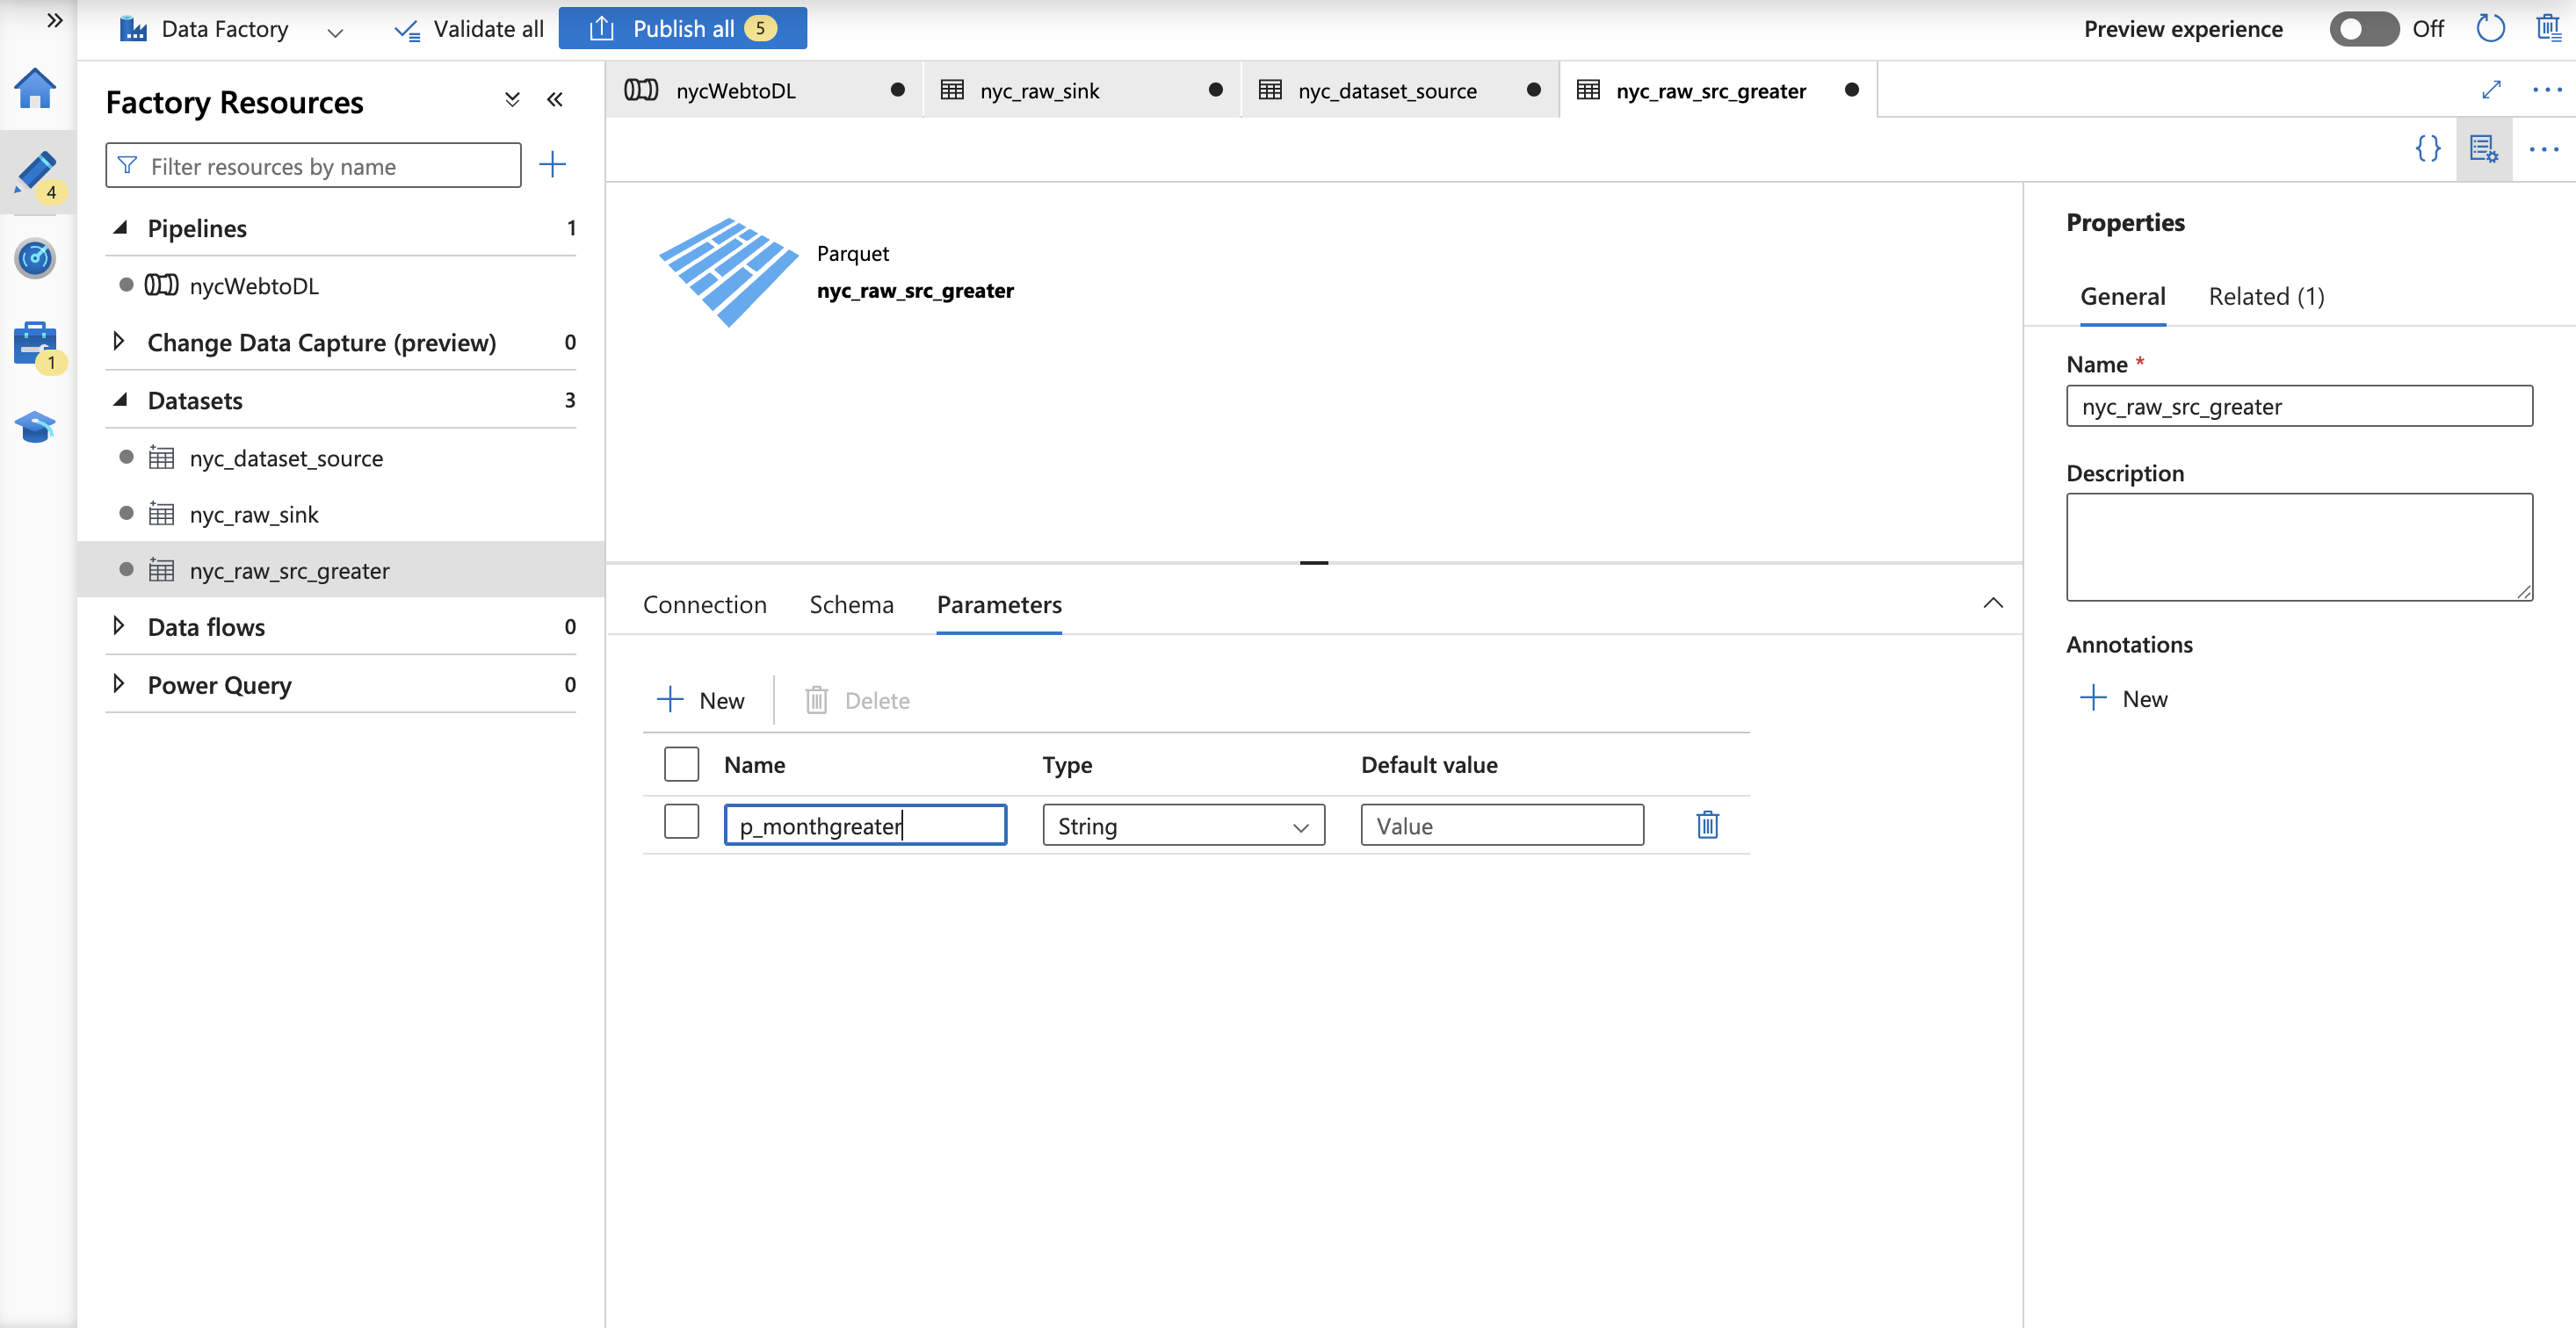 Data Factory
Validate all
Publish all 5
Preview experience
Off
4
1
Factory Resources
Filter resources by name
Pipelines 1
nycWebtoDL
Change Data Capture (preview) 0
Datasets 3
nyc_dataset_source
nyc_raw_sink
nyc_raw_src_greater
Data flows 0
Power Query 0
nycWebtoDL
nyc_raw_sink
nyc_dataset_source
nyc_raw_src_greater
{}
Parquet
nyc_raw_src_greater
Connection Schema Parameters
New Delete
Name Type Default value
p_monthgreater String Value
Properties
General Related (1)
Name *
nyc_raw_src_greater
Description
Annotations
New